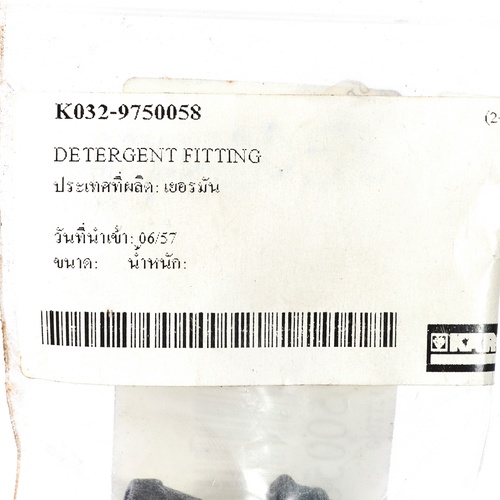 K032-9750058
(2
DETERGENT FITTING
ประเทศที่ผลิต: เยอรมัน
วันที่นำเข้า: 06/57
ขนาด: น้ำหนัก:
KÄR